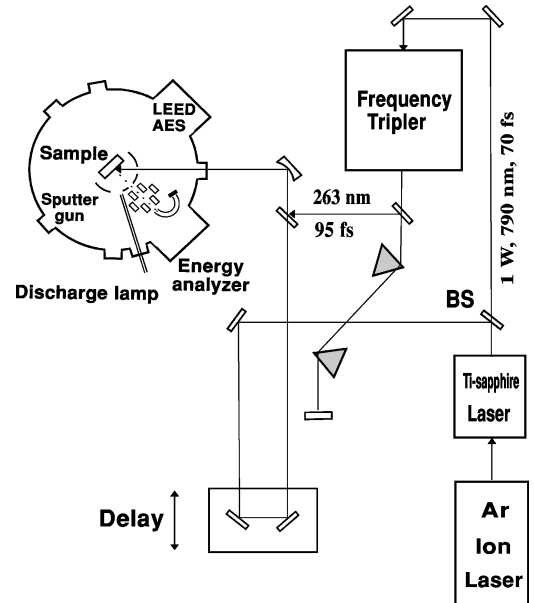 LEED
AES
Sample
Sputter
gun
Energy
analyzer
Discharge lamp
Frequency
Tripler
263 nm
95 fs
1 W, 790 nm, 70 fs
BS
Ti-sapphire
Laser
Delay
Ar
Ion
Laser